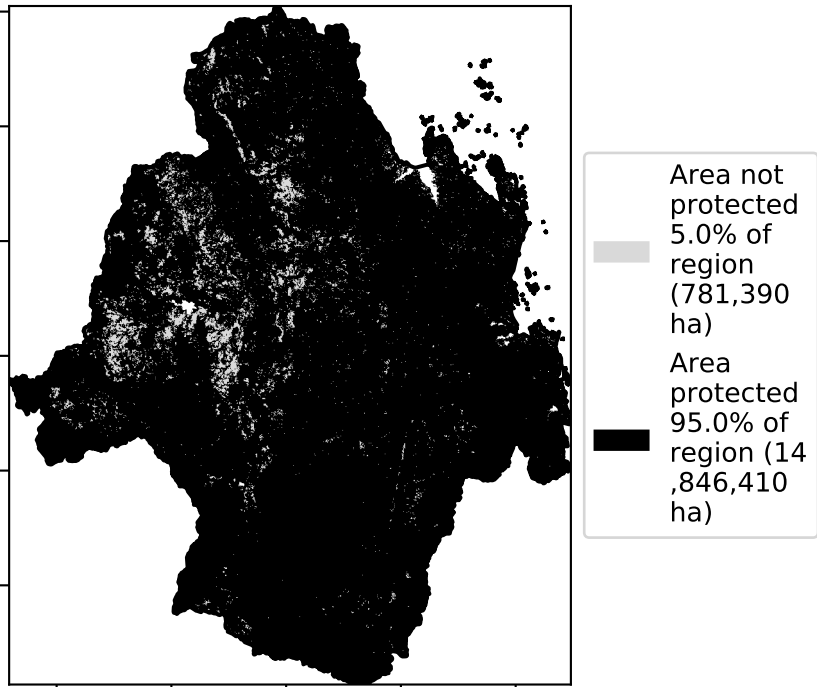 Area not
protected
5.0% of
region
(781,390
ha)
Area
protected
95.0% of
region (14
,846,410
ha)